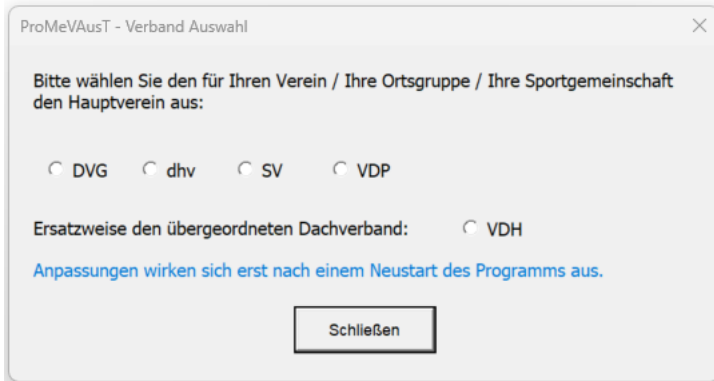 ProMeVAusT - Verband Auswahl
Bitte wählen Sie den für Ihren Verein / Ihre Ortsgruppe / Ihre Sportgemeinschaft
den Hauptverein aus:
DVG dhv SV VDP
Ersatzweise den übergeordneten Dachverband: VDH
Anpassungen wirken sich erst nach einem Neustart des Programms aus.
Schließen